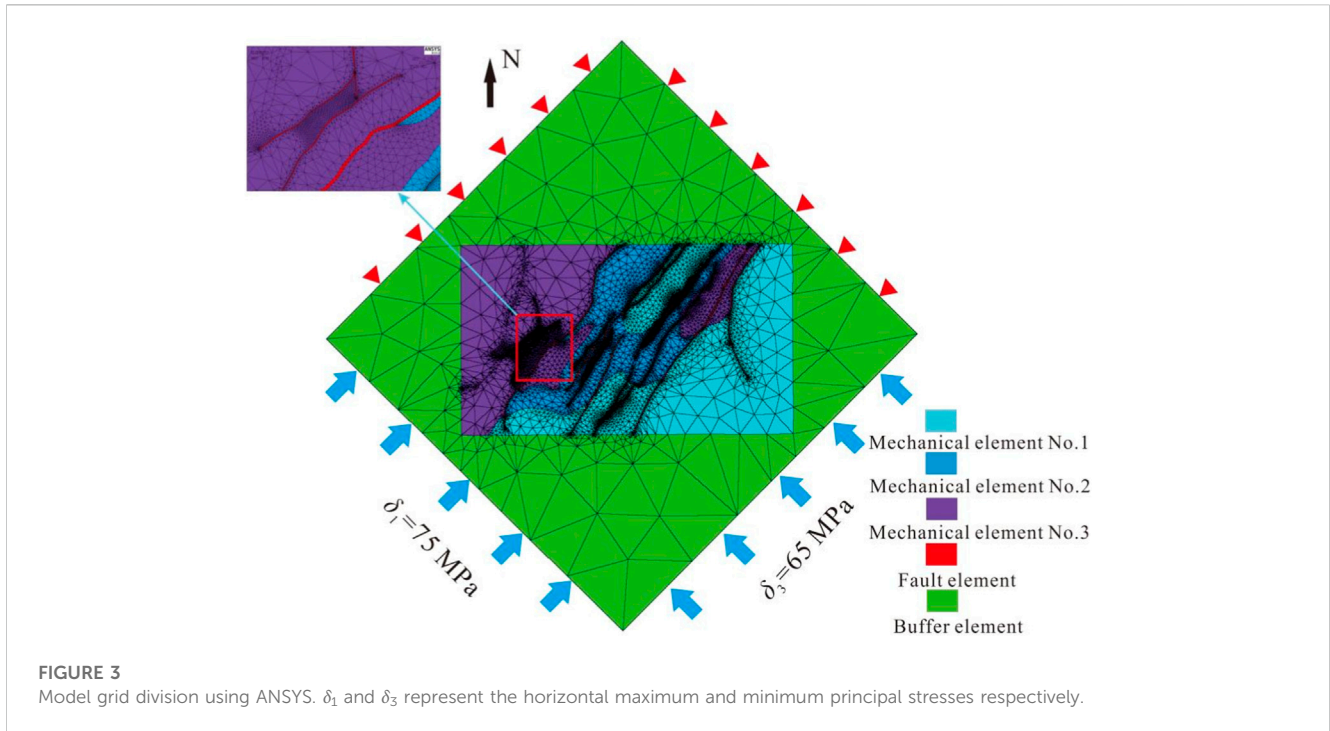 ANSYS
N
δ₁=75 MPa
δ₃=65 MPa
Mechanical element No.1
Mechanical element No.2
Mechanical element No.3
Fault element
Buffer element
FIGURE 3
Model grid division using ANSYS. δ₁ and δ₃ represent the horizontal maximum and minimum principal stresses respectively.